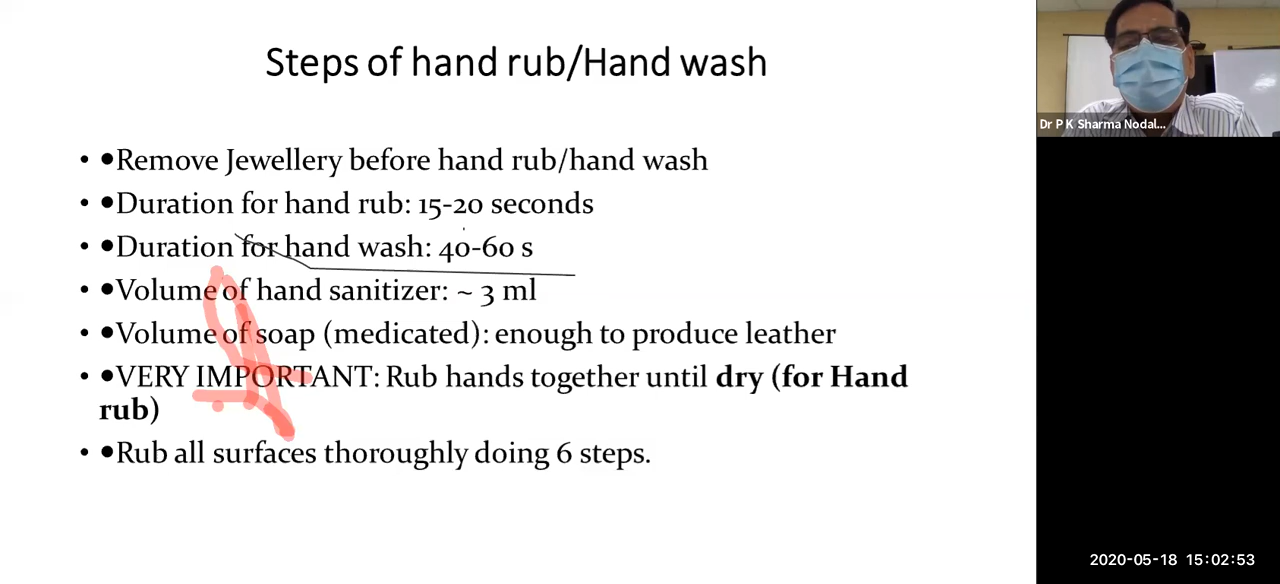 Steps of hand rub/Hand wash
• •Remove Jewellery before hand rub/hand wash
• •Duration for hand rub: 15-20 seconds
• •Duration for hand wash: 40-60 s
• •Volume of hand sanitizer: ~ 3 ml
• •Volume of soap (medicated): enough to produce leather
• •VERY IMPORTANT: Rub hands together until dry (for Hand
rub)
• •Rub all surfaces thoroughly doing 6 steps.
Dr P K Sharma Nodal...
2020-05-18 15:02:53